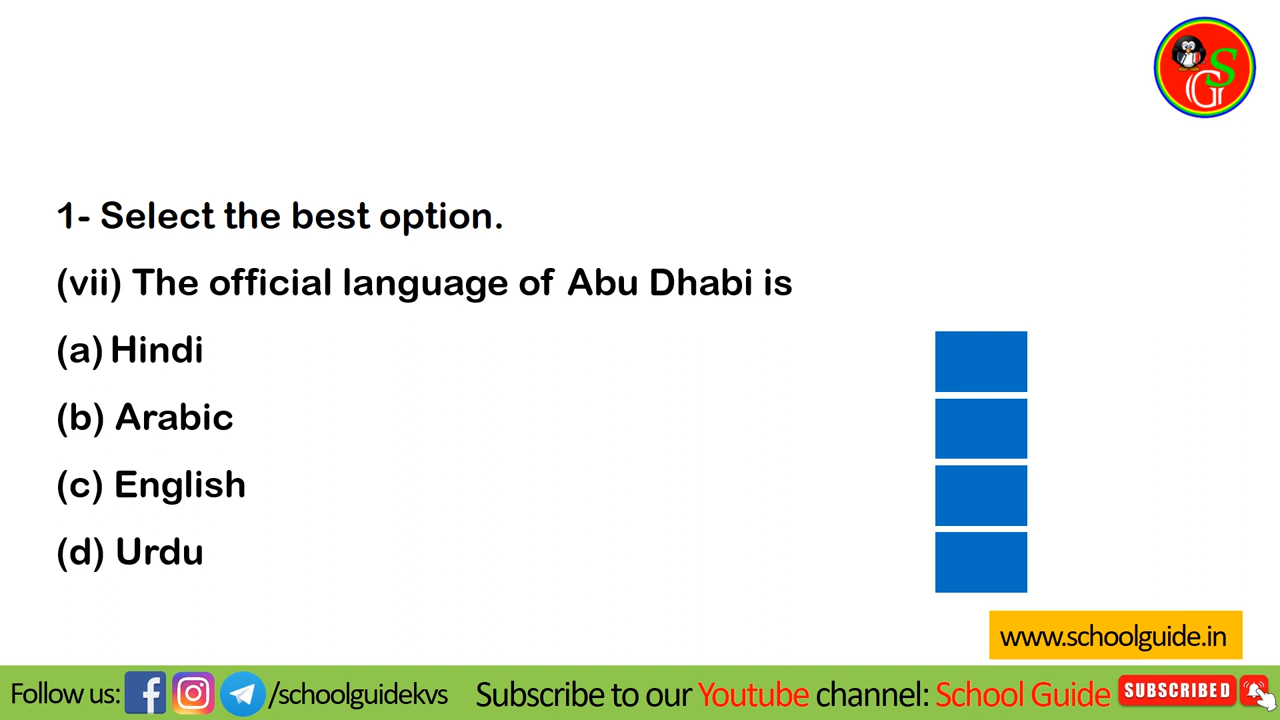 SG
1- Select the best option.
(vii) The official language of Abu Dhabi is
(a) Hindi
(b) Arabic
(c) English
(d) Urdu
www.schoolguide.in
Follow us: /schoolguidekvs Subscribe to our Youtube channel: School Guide SUBSCRIBED